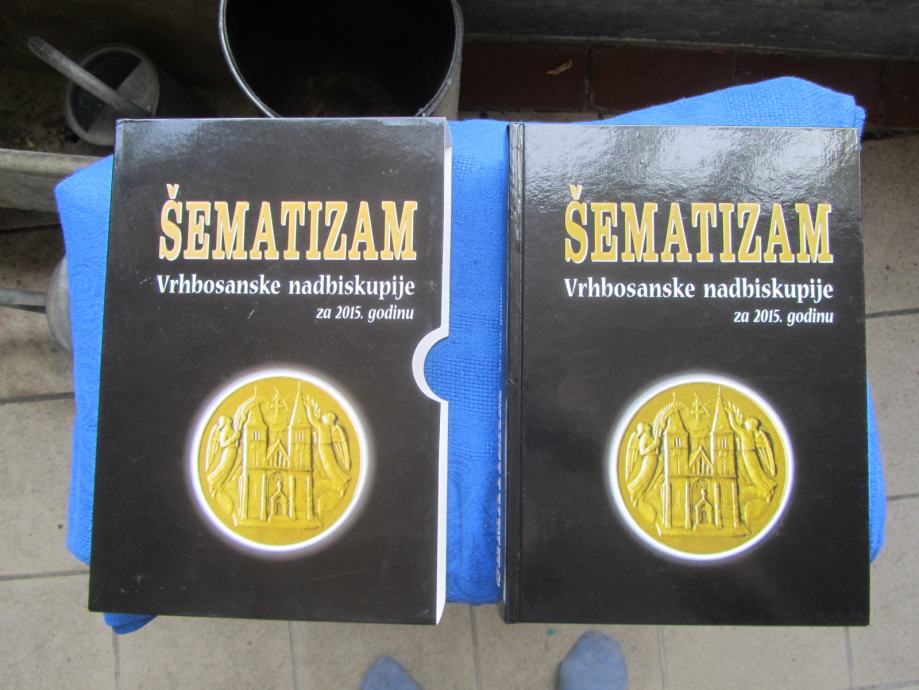 ŠEMATIZAM
Vrhbosanske nadbiskupije
za 2015. godinu
ŠEMATIZAM
Vrhbosanske nadbiskupije
za 2015. godinu